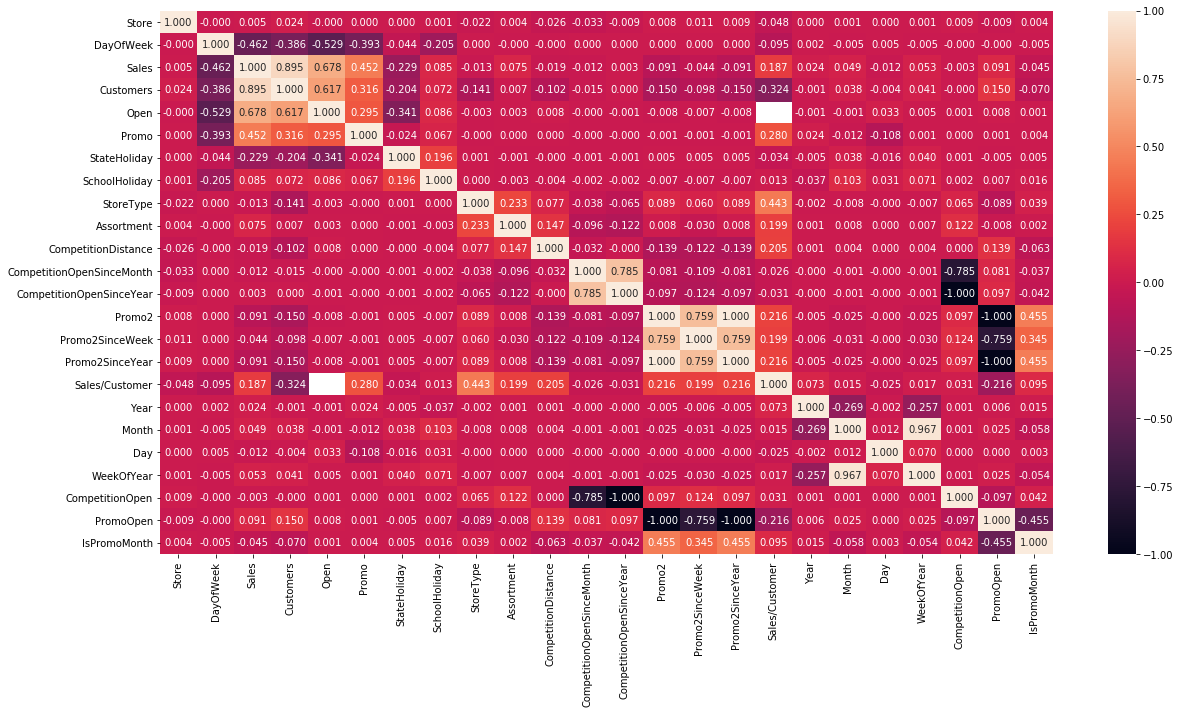 Store 1.000 -0.000 0.005 0.024 -0.000 0.000 0.000 0.001 -0.022 0.004 -0.026 -0.033 -0.009 0.008 0.011 0.009 -0.048 0.000 0.001 0.000 0.001 0.009 -0.009 0.004
DayOfWeek -0.000 1.000 -0.462 -0.386 -0.529 -0.393 -0.044 -0.205 0.000 -0.000 -0.000 0.000 0.000 0.000 0.000 0.000 -0.095 0.002 -0.005 0.005 -0.005 -0.000 -0.000 -0.005
Sales 0.005 -0.462 1.000 0.895 0.678 0.452 -0.229 0.085 -0.013 0.075 -0.019 -0.012 0.003 -0.091 -0.044 -0.091 0.187 0.024 0.049 -0.012 0.053 -0.003 0.091 -0.045
Customers 0.024 -0.386 0.895 1.000 0.617 0.316 -0.204 0.072 -0.141 0.007 -0.102 -0.015 0.000 -0.150 -0.098 -0.150 -0.324 -0.001 0.038 -0.004 0.041 -0.000 0.150 -0.070
Open -0.000 -0.529 0.678 0.617 1.000 0.295 -0.341 0.086 -0.003 0.003 0.008 -0.000 -0.001 -0.008 -0.007 -0.008 -0.001 -0.001 0.033 0.005 0.001 0.008 0.001
Promo 0.000 -0.393 0.452 0.316 0.295 1.000 -0.024 0.067 -0.000 0.000 0.000 -0.000 -0.000 -0.001 -0.001 -0.001 0.280 0.024 -0.012 -0.108 0.001 0.000 0.001 0.004
StateHoliday 0.000 -0.044 -0.229 -0.204 -0.341 -0.024 1.000 0.196 0.001 -0.001 -0.000 -0.001 -0.001 0.005 0.005 0.005 -0.034 -0.005 0.038 -0.016 0.040 0.001 -0.005 0.005
SchoolHoliday 0.001 -0.205 0.085 0.072 0.086 0.067 0.196 1.000 0.000 -0.003 -0.004 -0.002 -0.002 -0.007 -0.007 -0.007 0.013 -0.037 0.103 0.031 0.071 0.002 0.007 0.016
StoreType -0.022 0.000 -0.013 -0.141 -0.003 -0.000 0.001 0.000 1.000 0.233 0.077 -0.038 -0.065 0.089 0.060 0.089 0.443 -0.002 -0.008 -0.000 -0.007 0.065 -0.089 0.039
Assortment 0.004 -0.000 0.075 0.007 0.003 0.000 -0.001 -0.003 0.233 1.000 0.147 -0.096 -0.122 0.008 -0.030 0.008 0.199 0.001 0.008 0.000 0.007 0.122 -0.008 0.002
CompetitionDistance -0.026 -0.000 -0.019 -0.102 0.008 0.000 -0.000 -0.004 0.077 0.147 1.000 -0.032 -0.000 -0.139 -0.122 -0.139 0.205 0.001 0.004 0.000 0.004 0.000 0.139 -0.063
CompetitionOpenSinceMonth -0.033 0.000 -0.012 -0.015 -0.000 -0.000 -0.001 -0.002 -0.038 -0.096 -0.032 1.000 0.785 -0.081 -0.109 -0.081 -0.026 -0.000 -0.001 -0.000 -0.001 -0.785 0.081 -0.037
CompetitionOpenSinceYear -0.009 0.000 0.003 0.000 -0.001 -0.000 -0.001 -0.002 -0.065 -0.122 -0.000 0.785 1.000 -0.097 -0.124 -0.097 -0.031 -0.000 -0.001 -0.000 -0.001 -1.000 0.097 -0.042
Promo2 0.008 0.000 -0.091 -0.150 -0.008 -0.001 0.005 -0.007 0.089 0.008 -0.139 -0.081 -0.097 1.000 0.759 1.000 0.216 -0.005 -0.025 -0.000 -0.025 0.097 -1.000 0.455
Promo2SinceWeek 0.011 0.000 -0.044 -0.098 -0.007 -0.001 0.005 -0.007 0.060 -0.030 -0.122 -0.109 -0.124 0.759 1.000 0.759 0.199 -0.006 -0.031 -0.000 -0.030 0.124 -0.759 0.345
Promo2SinceYear 0.009 0.000 -0.091 -0.150 -0.008 -0.001 0.005 -0.007 0.089 0.008 -0.139 -0.081 -0.097 1.000 0.759 1.000 0.216 -0.005 -0.025 -0.000 -0.025 0.097 -1.000 0.455
Sales/Customer -0.048 -0.095 0.187 -0.324 0.280 -0.034 0.013 0.443 0.199 0.205 -0.026 -0.031 0.216 0.199 0.216 1.000 0.073 0.015 -0.025 0.017 0.031 -0.216 0.095
Year 0.000 0.002 0.024 -0.001 -0.001 0.024 -0.005 -0.037 -0.002 0.001 0.001 -0.000 -0.000 -0.005 -0.006 -0.005 0.073 1.000 -0.269 -0.002 -0.257 0.001 0.006 0.015
Month 0.001 -0.005 0.049 0.038 -0.001 -0.012 0.038 0.103 -0.008 0.008 0.004 -0.001 -0.001 -0.025 -0.031 -0.025 0.015 -0.269 1.000 0.012 0.967 0.001 0.025 -0.058
Day 0.000 0.005 -0.012 -0.004 0.033 -0.108 -0.016 0.031 -0.000 0.000 0.000 -0.000 -0.000 -0.000 -0.000 -0.000 -0.025 -0.002 0.012 1.000 0.070 0.000 0.000 0.003
WeekOfYear 0.001 -0.005 0.053 0.041 0.005 0.001 0.040 0.071 -0.007 0.007 0.004 -0.001 -0.001 -0.025 -0.030 -0.025 0.017 -0.257 0.967 0.070 1.000 0.001 0.025 -0.054
CompetitionOpen 0.009 -0.000 -0.003 -0.000 0.001 0.000 0.001 0.002 0.065 0.122 0.000 -0.785 -1.000 0.097 0.124 0.097 0.031 0.001 0.001 0.000 0.001 1.000 -0.097 0.042
PromoOpen -0.009 -0.000 0.091 0.150 0.008 0.001 -0.005 0.007 -0.089 -0.008 0.139 0.081 0.097 -1.000 -0.759 -1.000 -0.216 0.006 0.025 0.000 0.025 -0.097 1.000 -0.455
IsPromoMonth 0.004 -0.005 -0.045 -0.070 0.001 0.004 0.005 0.016 0.039 0.002 -0.063 -0.037 -0.042 0.455 0.345 0.455 0.095 0.015 -0.058 0.003 -0.054 0.042 -0.455 1.000
Store DayOfWeek Sales Customers Open Promo StateHoliday SchoolHoliday StoreType Assortment CompetitionDistance CompetitionOpenSinceMonth CompetitionOpenSinceYear Promo2 Promo2SinceWeek Promo2SinceYear Sales/Customer Year Month Day WeekOfYear CompetitionOpen PromoOpen IsPromoMonth
1.00
0.75
0.50
0.25
0.00
−0.25
−0.50
−0.75
−1.00